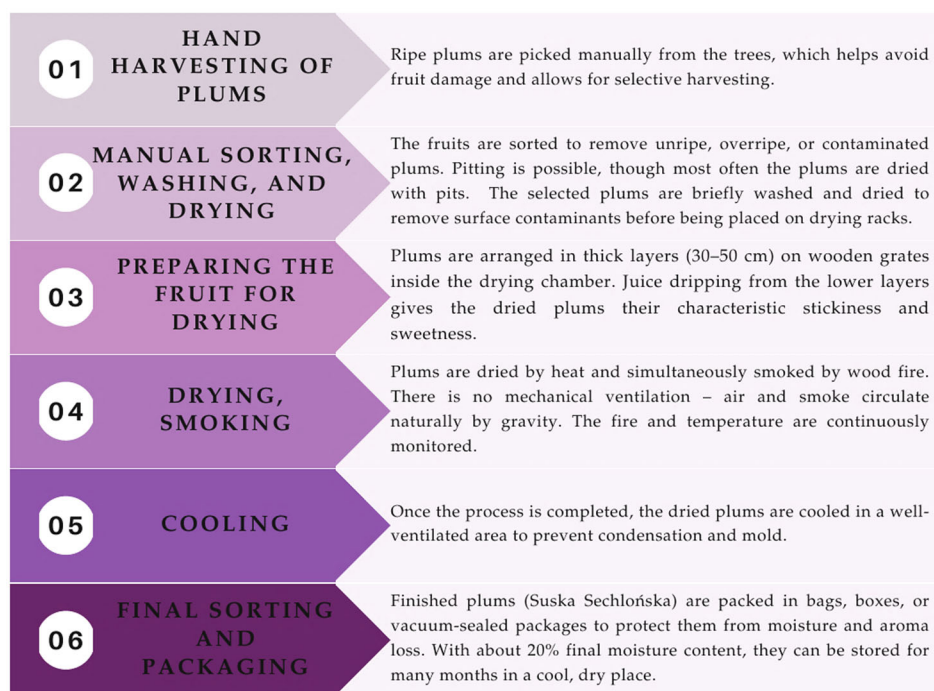 01
HAND
HARVESTING OF
PLUMS
Ripe plums are picked manually from the trees, which helps avoid
fruit damage and allows for selective harvesting.
02
MANUAL SORTING,
WASHING, AND
DRYING
The fruits are sorted to remove unripe, overripe, or contaminated
plums. Pitting is possible, though most often the plums are dried
with pits. The selected plums are briefly washed and dried to
remove surface contaminants before being placed on drying racks.
03
PREPARING THE
FRUIT FOR
DRYING
Plums are arranged in thick layers (30–50 cm) on wooden grates
inside the drying chamber. Juice dripping from the lower layers
gives the dried plums their characteristic stickiness and
sweetness.
04
DRYING,
SMOKING
Plums are dried by heat and simultaneously smoked by wood fire.
There is no mechanical ventilation – air and smoke circulate
naturally by gravity. The fire and temperature are continuously
monitored.
05
COOLING
Once the process is completed, the dried plums are cooled in a well-
ventilated area to prevent condensation and mold.
06
FINAL SORTING
AND
PACKAGING
Finished plums (Suska Sechlońska) are packed in bags, boxes, or
vacuum-sealed packages to protect them from moisture and aroma
loss. With about 20% final moisture content, they can be stored for
many months in a cool, dry place.